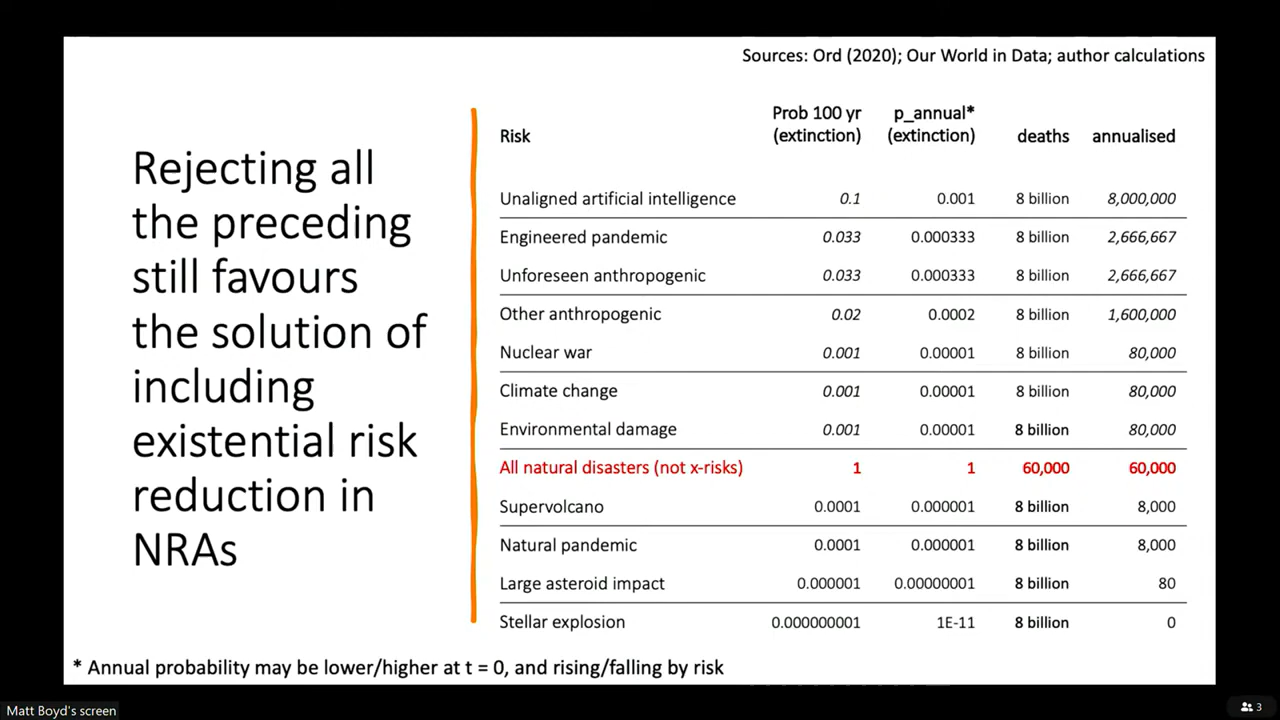 Sources: Ord (2020); Our World in Data; author calculations
Rejecting all
the preceding
still favours
the solution of
including
existential risk
reduction in
NRAs
Risk Prob 100 yr (extinction) p_annual* (extinction) deaths annualised
Unaligned artificial intelligence 0.1 0.001 8 billion 8,000,000
Engineered pandemic 0.033 0.000333 8 billion 2,666,667
Unforeseen anthropogenic 0.033 0.000333 8 billion 2,666,667
Other anthropogenic 0.02 0.0002 8 billion 1,600,000
Nuclear war 0.001 0.00001 8 billion 80,000
Climate change 0.001 0.00001 8 billion 80,000
Environmental damage 0.001 0.00001 8 billion 80,000
All natural disasters (not x-risks) 1 1 60,000 60,000
Supervolcano 0.0001 0.000001 8 billion 8,000
Natural pandemic 0.0001 0.000001 8 billion 8,000
Large asteroid impact 0.000001 0.00000001 8 billion 80
Stellar explosion 0.000000001 1E-11 8 billion 0
* Annual probability may be lower/higher at t = 0, and rising/falling by risk
Matt Boyd's screen
3